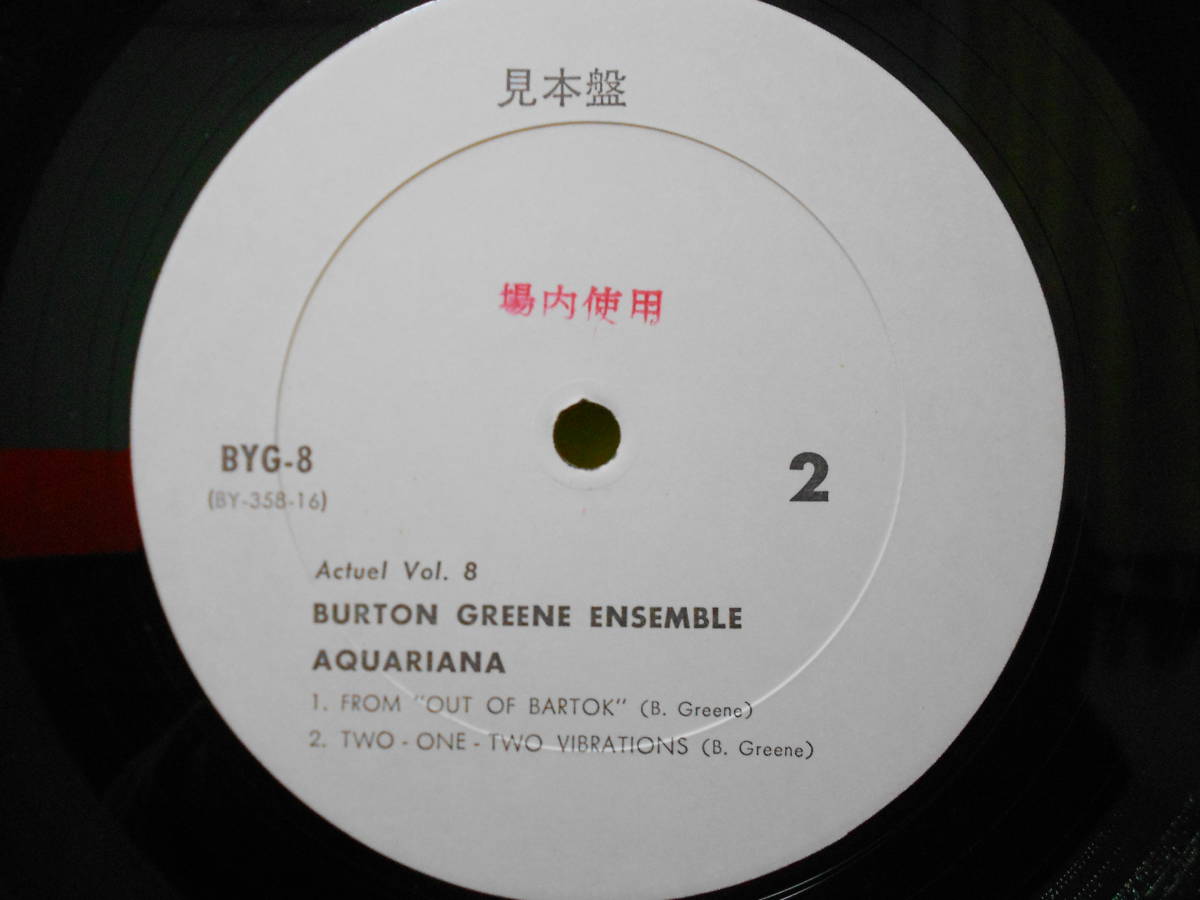 見本盤
場内使用
BYG-8
2
(BY-358-16)
Actuel Vol. 8
BURTON GREENE ENSEMBLE
AQUARIANA
1. FROM "OUT OF BARTOK" (B. Greene)
2. TWO - ONE - TWO VIBRATIONS (B. Greene)